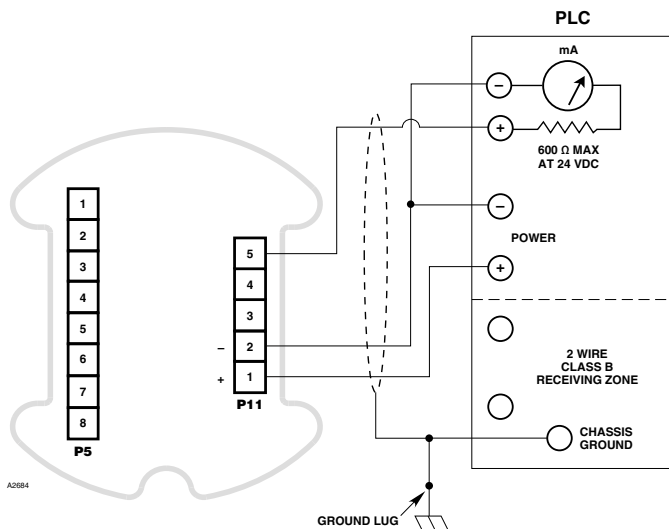 PLC
mA
–
+
600 Ω MAX
AT 24 VDC
–
POWER
+
1
2
3
4
5
6
7
8
P5
5
4
3
– 2
+ 1
P11
2 WIRE
CLASS B
RECEIVING ZONE
CHASSIS
GROUND
A2684
GROUND LUG